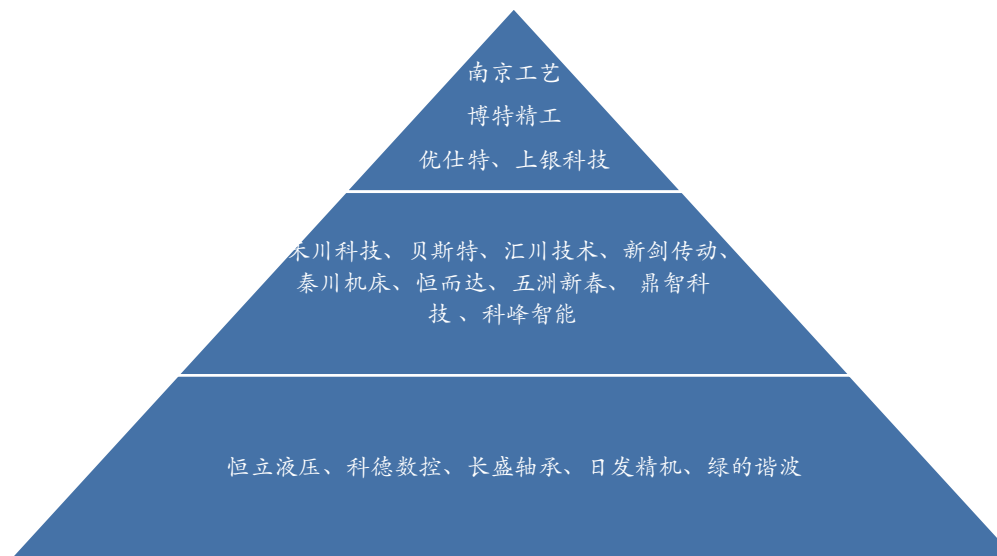 南京工艺
博特精工
优仕特、上银科技
禾川科技、贝斯特、汇川技术、新剑传动、
秦川机床、恒而达、五洲新春、 鼎智科
技 、科峰智能
恒立液压、科德数控、长盛轴承、日发精机、绿的谐波